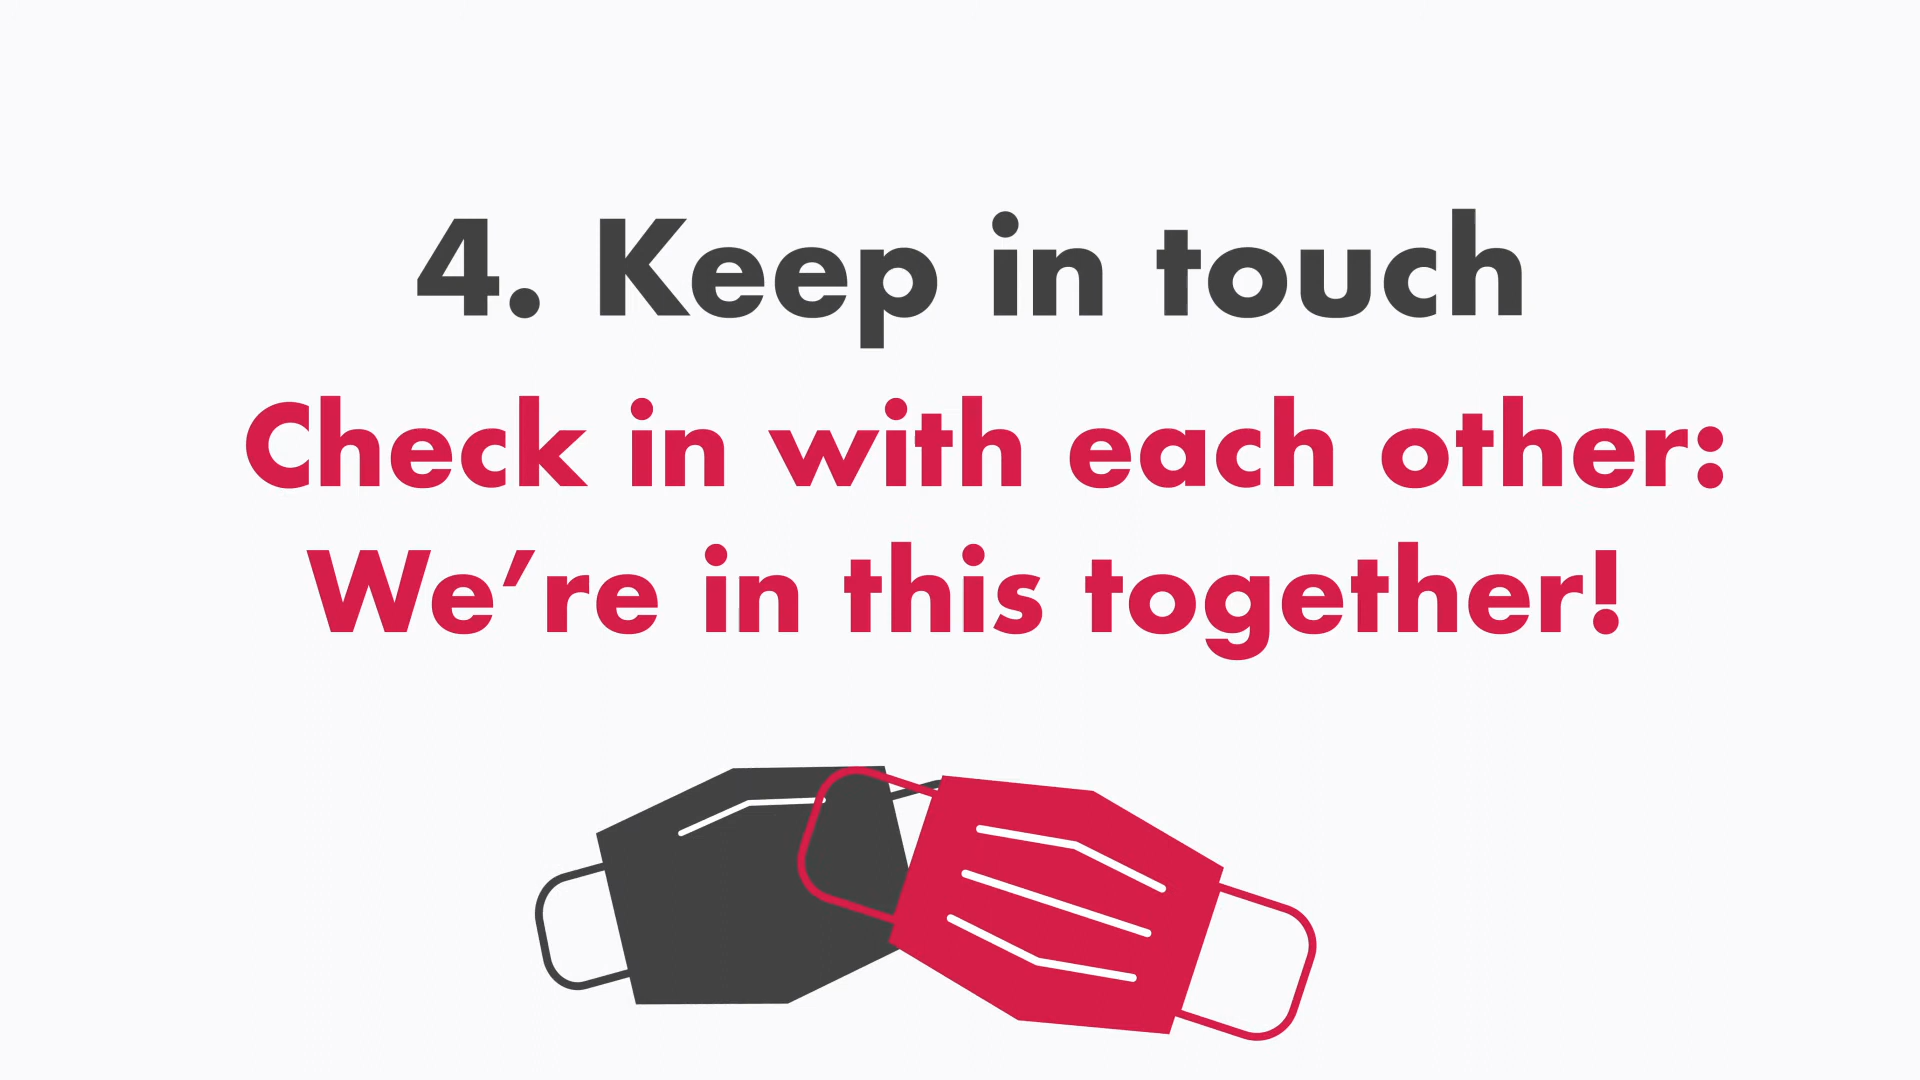 4. Keep in touch
Check in with each other:
We’re in this together!